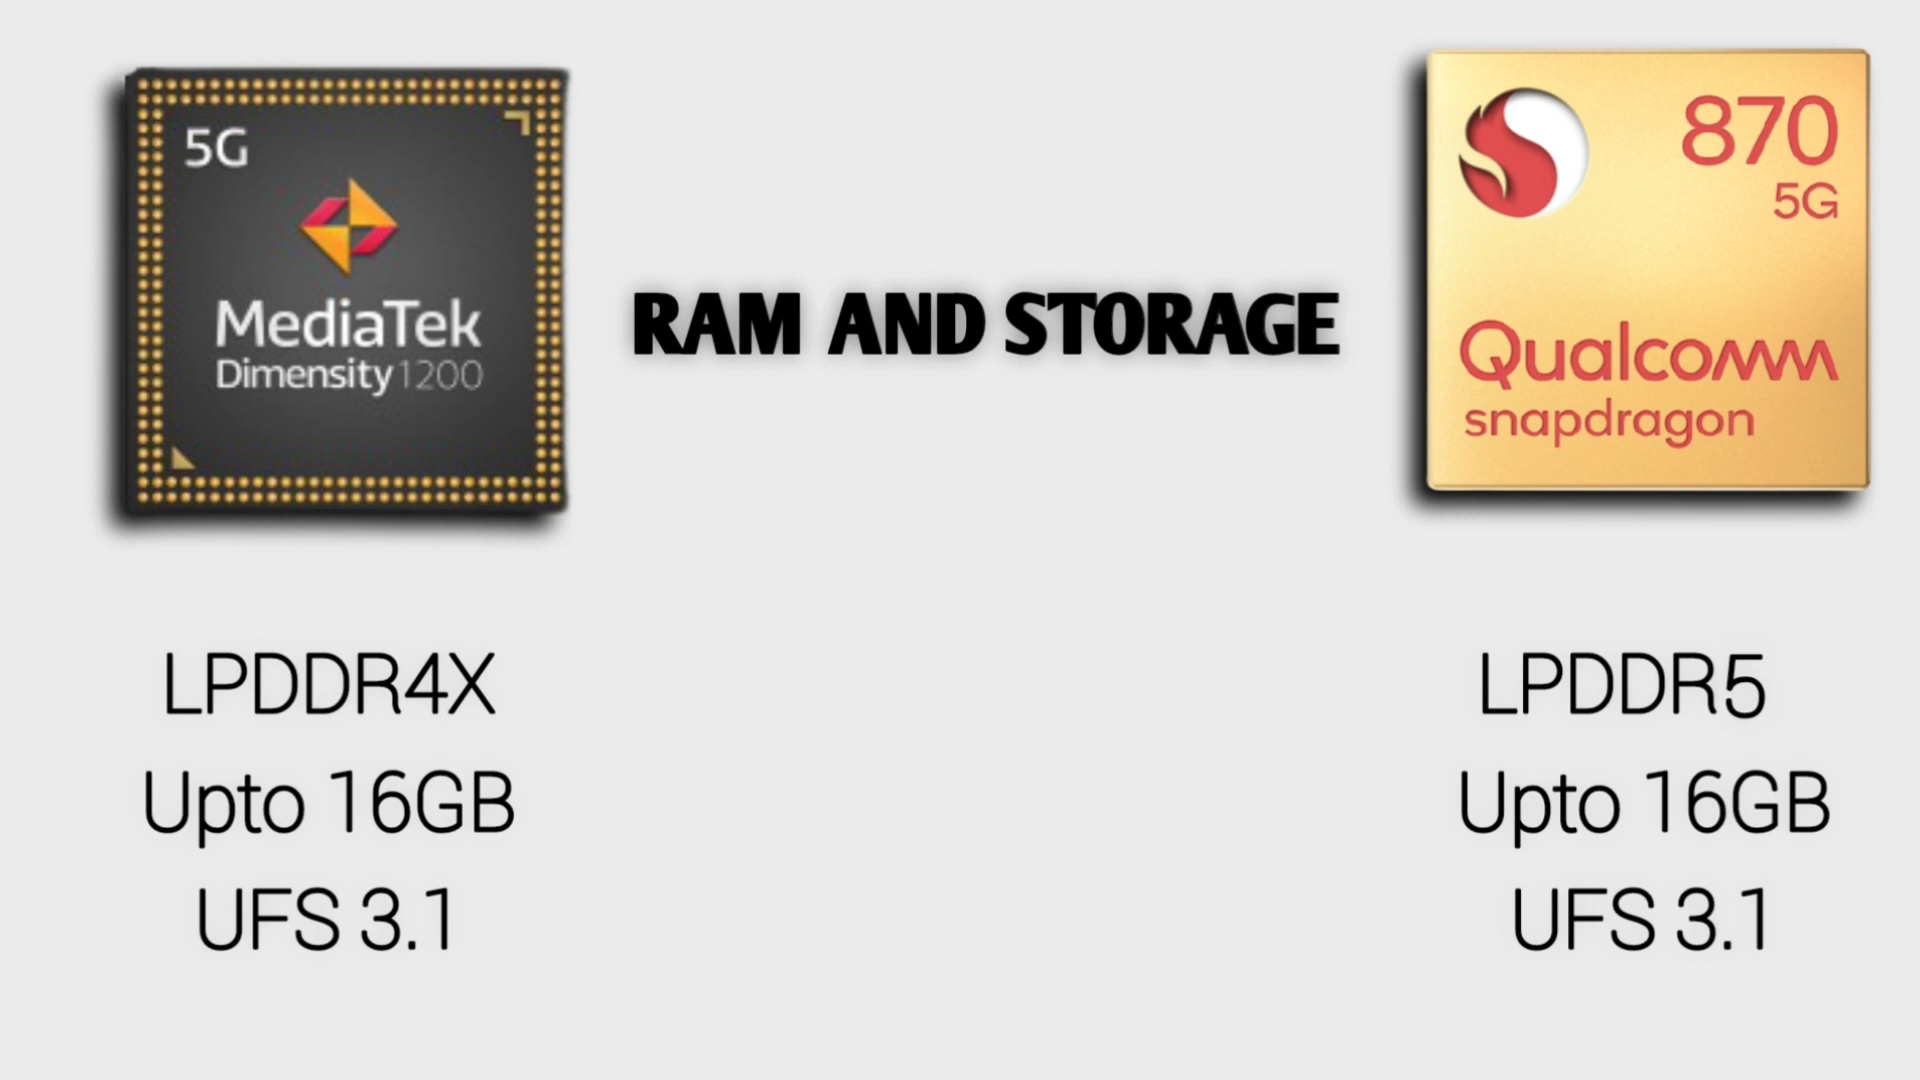 5G
MediaTek
Dimensity 1200
RAM AND STORAGE
870
5G
Qualcomm
snapdragon
LPDDR4X
Upto 16GB
UFS 3.1
LPDDR5
Upto 16GB
UFS 3.1